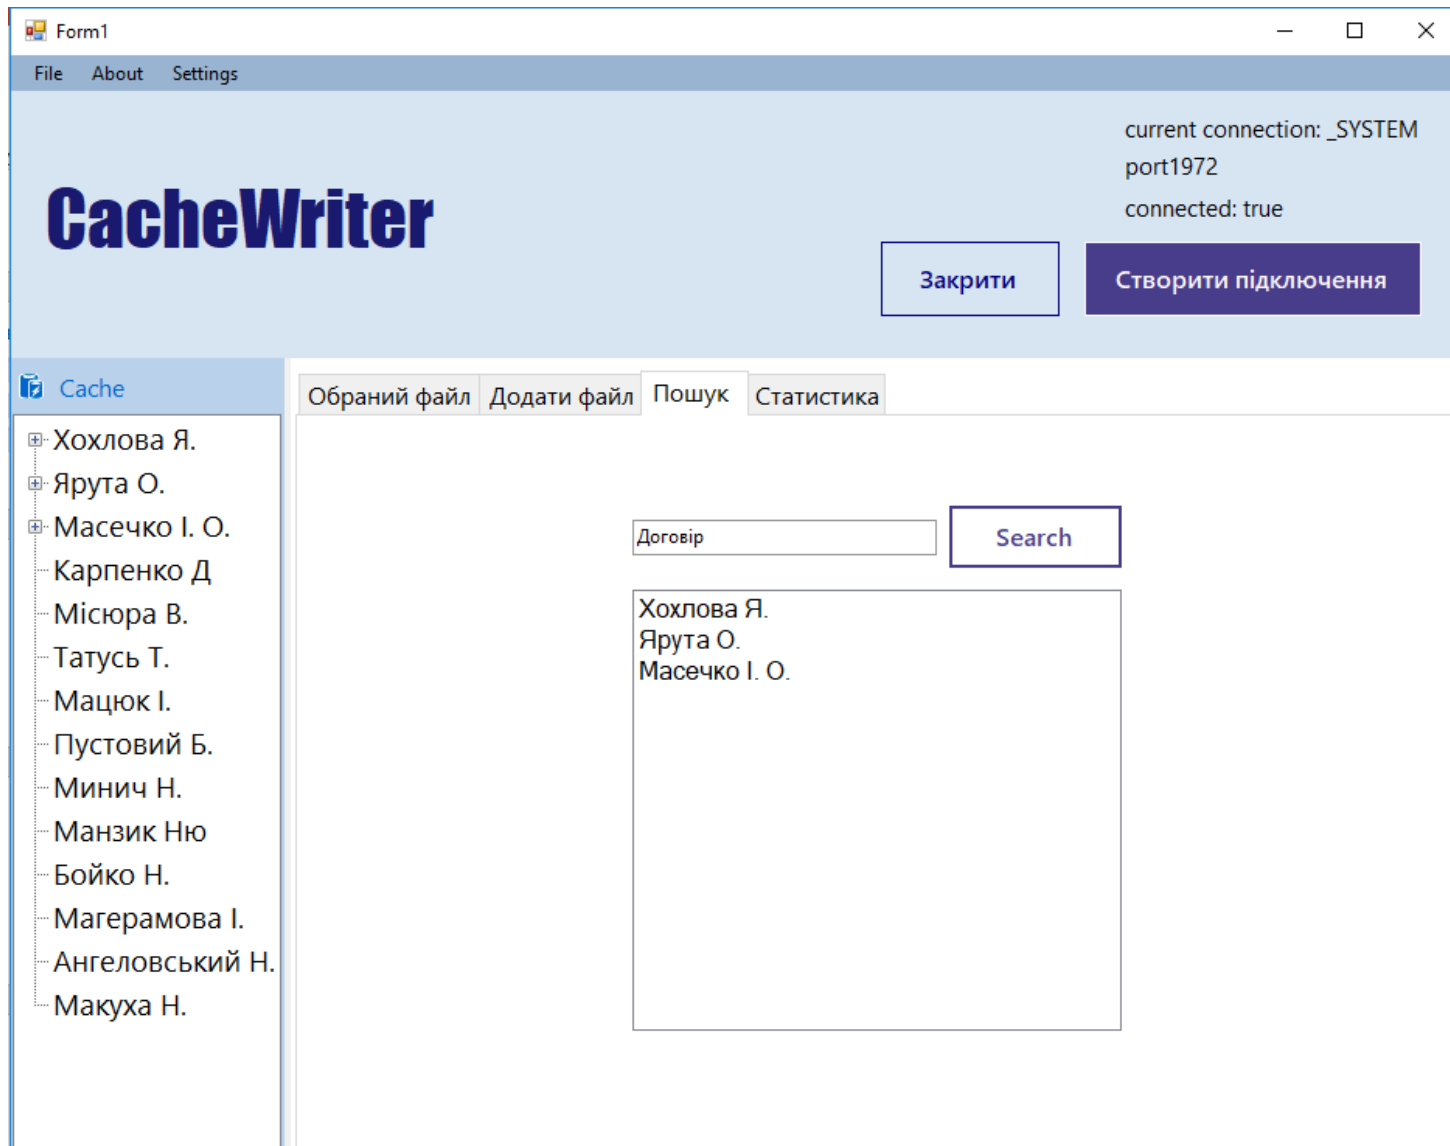 Form1
File About Settings
current connection: _SYSTEM
port1972
connected: true
CacheWriter
Закрити
Створити підключення
Cache
Обраний файл Додати файл Пошук Статистика
Хохлова Я.
Ярута О.
Масечко І. О.
Карпенко Д
Місюра В.
Татусь Т.
Мацюк І.
Пустовий Б.
Минич Н.
Манзик Ню
Бойко Н.
Магерамова І.
Ангеловський Н.
Макуха Н.
Договір
Search
Хохлова Я.
Ярута О.
Масечко І. О.